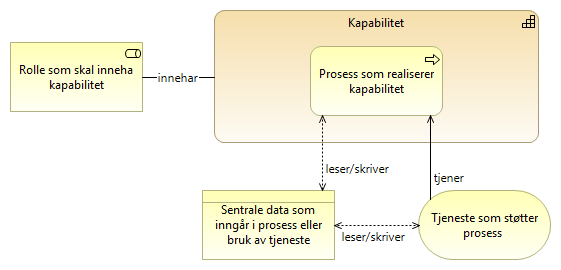 Kapabilitet
Rolle som skal inneha
kapabilitet
innehar
Prosess som realiserer
kapabilitet
leser/skriver
tjener
Sentrale data som
inngår i prosess eller
bruk av tjeneste
leser/skriver
Tjeneste som støtter
prosess